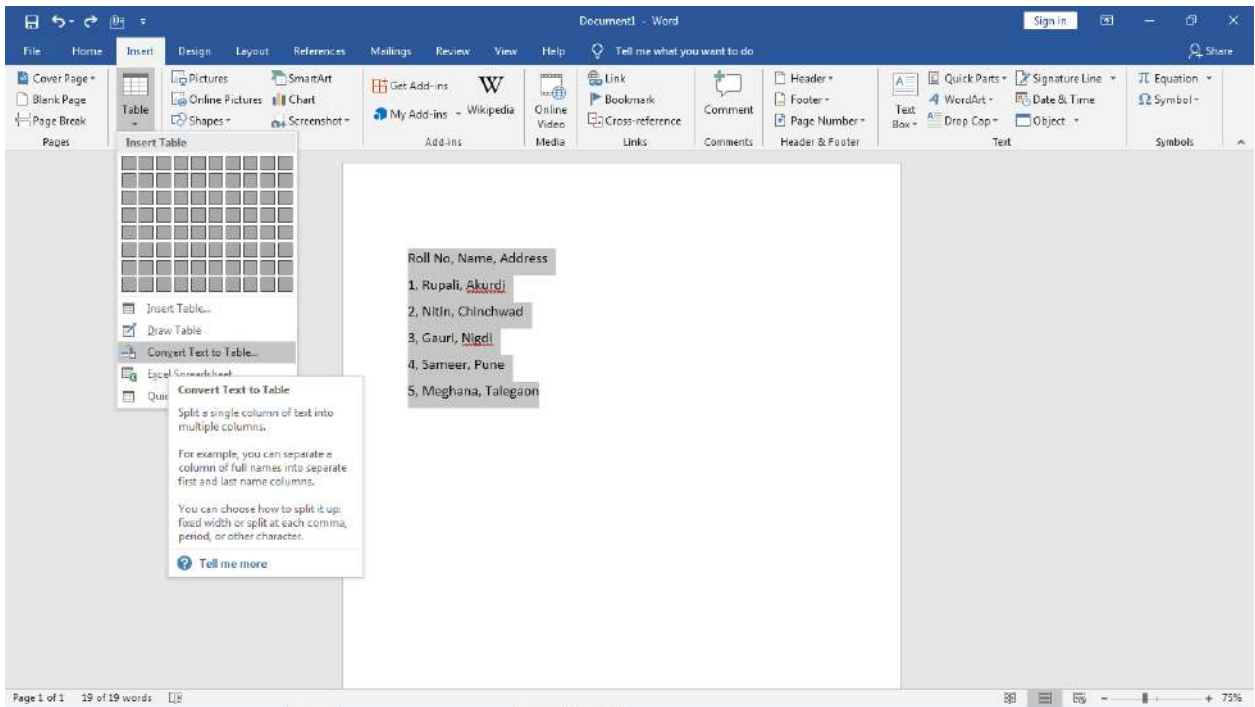 Document1 - Word
Sign in
File Home Insert Design Layout References Mailings Review View Help Tell me what you want to do Share
Cover Page
Blank Page
Page Break
Pages
Table
Pictures
Online Pictures
Shapes
SmartArt
Chart
Screenshot
Get Add-ins
My Add-ins
Wikipedia
Add-ins
Online
Video
Media
Link
Bookmark
Cross-reference
Links
Comment
Comments
Header
Footer
Page Number
Header & Footer
Text
Box
Quick Parts
WordArt
Drop Cap
Signature Line
Date & Time
Object
Text
Equation
Symbol
Symbols
Insert Table
Insert Table...
Draw Table
Convert Text to Table...
Excel Spreadsheet
Quic
Convert Text to Table
Split a single column of text into
multiple columns.
For example, you can separate a
column of full names into separate
first and last name columns.
You can choose how to split it up:
fixed width or split at each comma,
period, or other character.
Tell me more
Roll No, Name, Address
1, Rupali, Akurdi
2, Nitin, Chinchwad
3, Gauri, Nigdi
4, Sameer, Pune
5, Meghana, Talegaon
Page 1 of 1 19 of 19 words
75%